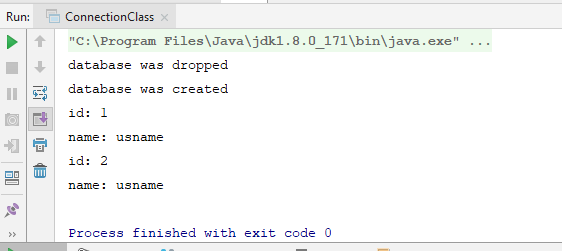 Run: ConnectionClass
"C:\Program Files\Java\jdk1.8.0_171\bin\java.exe" ...
database was dropped
database was created
id: 1
name: usname
id: 2
name: usname
Process finished with exit code 0